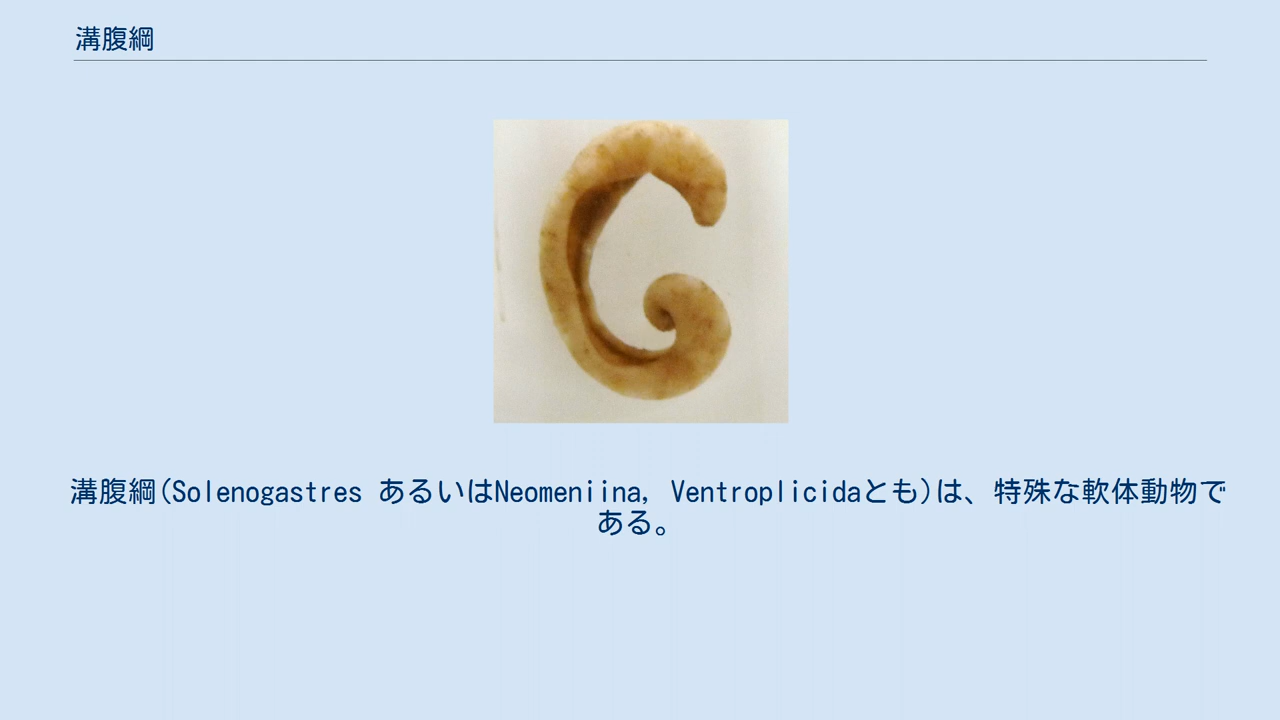 溝腹綱
溝腹綱(Solenogastres あるいはNeomeniina, Ventroplicidaとも)は、特殊な軟体動物で
ある。